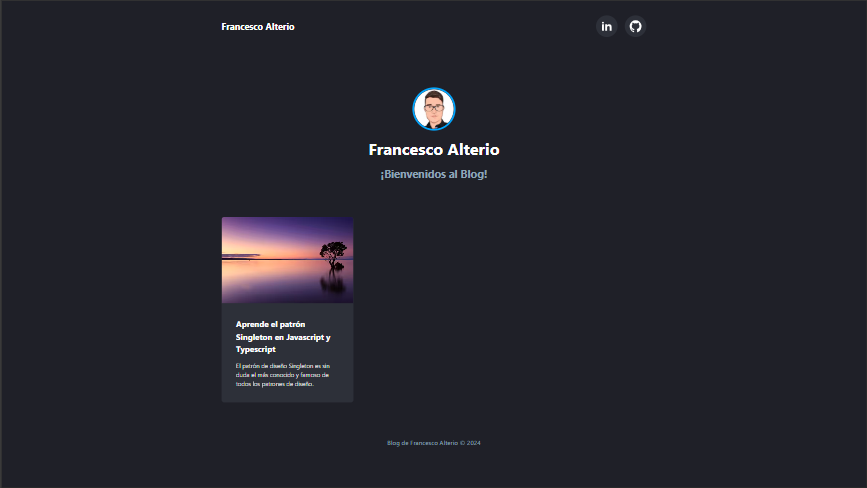 Francesco Alterio
in
Francesco Alterio
¡Bienvenidos al Blog!
Aprende el patrón
Singleton en Javascript y
Typescript
El patrón de diseño Singleton es sin
duda el más conocido y famoso de
todos los patrones de diseño.
Blog de Francesco Alterio © 2024